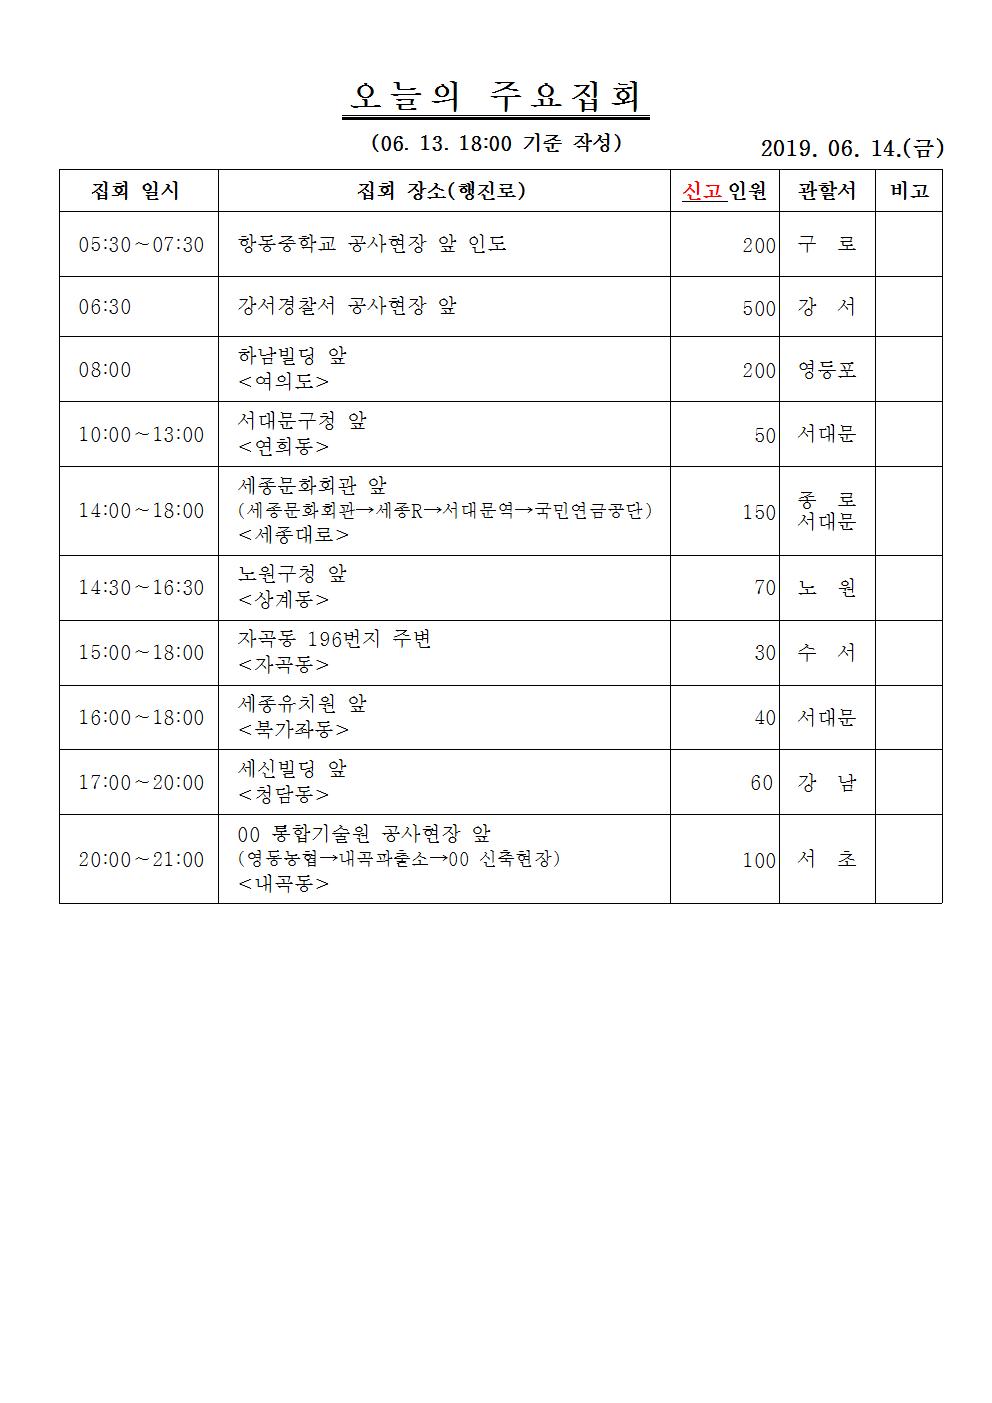 오늘의 주요집회
(06. 13. 18:00 기준 작성)
2019. 06. 14.(금)
집회 일시 집회 장소(행진로) 신고인원 관할서 비고
05:30~07:30 항동중학교 공사현장 앞 인도 200 구 로
06:30 강서경찰서 공사현장 앞 500 강 서
08:00 하남빌딩 앞
<여의도> 200 영등포
10:00~13:00 서대문구청 앞
<연희동> 50 서대문
14:00~18:00 세종문화회관 앞
(세종문화회관→세종R→서대문역→국민연금공단)
<세종대로> 150 종 로
서대문
14:30~16:30 노원구청 앞
<상계동> 70 노 원
15:00~18:00 자곡동 196번지 주변
<자곡동> 30 수 서
16:00~18:00 세종유치원 앞
<북가좌동> 40 서대문
17:00~20:00 세신빌딩 앞
<청담동> 60 강 남
20:00~21:00 00 통합기술원 공사현장 앞
(영동농협→내곡파출소→00 신축현장)
<내곡동> 100 서 초